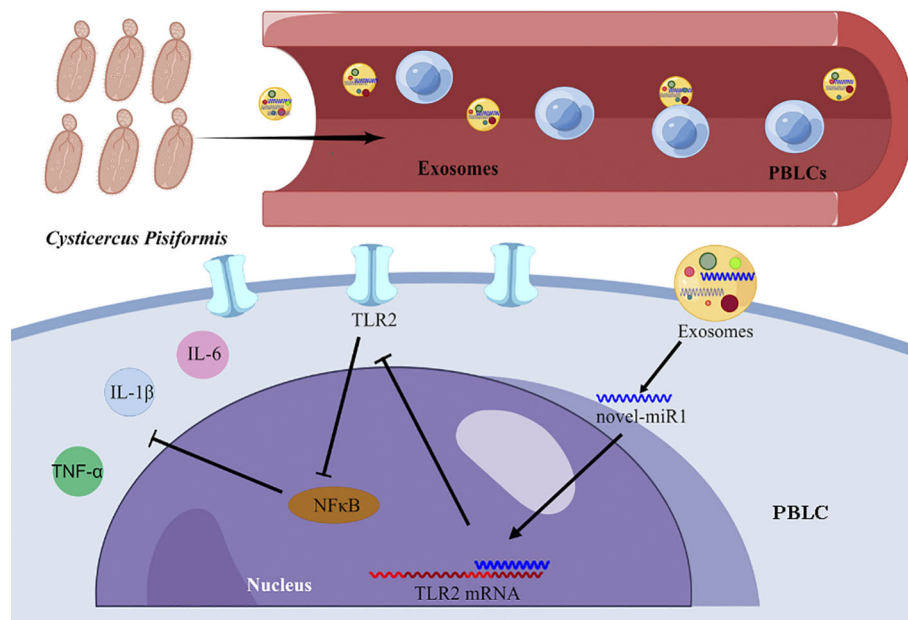 Exosomes
PBLCs
Cysticercus Pisiformis
TLR2
Exosomes
IL-6
IL-1β
novel-miR1
TNF-α
NFκB
PBLC
Nucleus
TLR2 mRNA